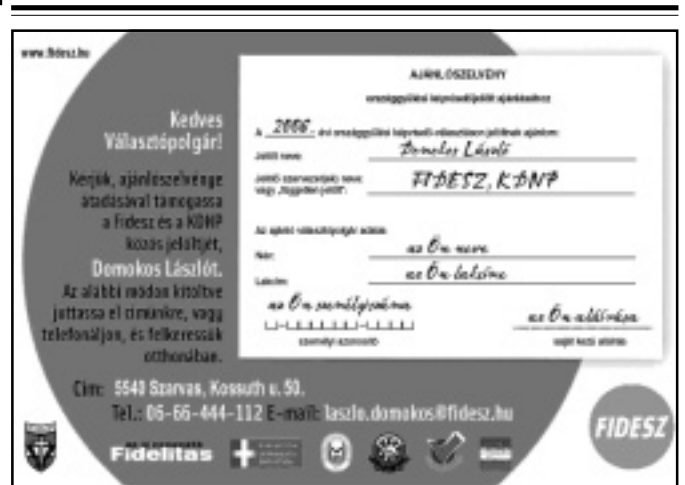 www.fidesz.hu
Kedves
Választópolgár!
Kérjük, ajánlószelvénye
átadásával támogassa
a Fidesz és a KDNP
közös jelöltjét,
Domokos Lászlót.
Az alábbi módon kitöltve
juttassa el címünkre, vagy
telefonáljon, és felkeressük
otthonában.
AJÁNLÓSZELVÉNY
országgyűlési képviselőjelölt ajánlásához
A 2006. évi országgyűlési képviselő-választáson jelöltnek ajánlom:
Jelölt neve: Domokos László
Jelölő szervezet(ek) neve
vagy „független jelölt": FIDESZ, KDNP
Az ajánló választópolgár adatai:
Név: az Ön neve
Lakcím: az Ön lakcíme
az Ön személyi száma
személyi azonosító
az Ön aláírása
saját kezű aláírás
Cím: 5540 Szarvas, Kossuth u. 50.
Tel.: 06-66-444-112 E-mail: laszlo.domokos@fidesz.hu
Fidelitas
FIDESZ